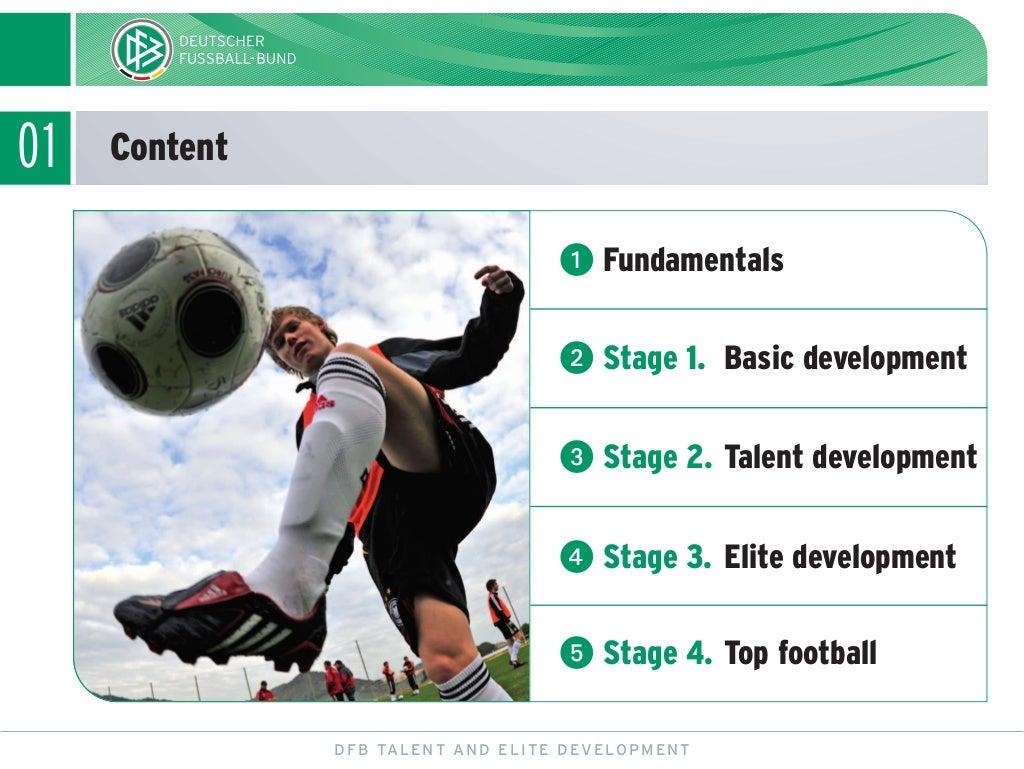 DEUTSCHER
FUSSBALL-BUND
01 Content
1 Fundamentals
2 Stage 1. Basic development
3 Stage 2. Talent development
4 Stage 3. Elite development
5 Stage 4. Top football
adidas
DFB TALENT AND ELITE DEVELOPMENT